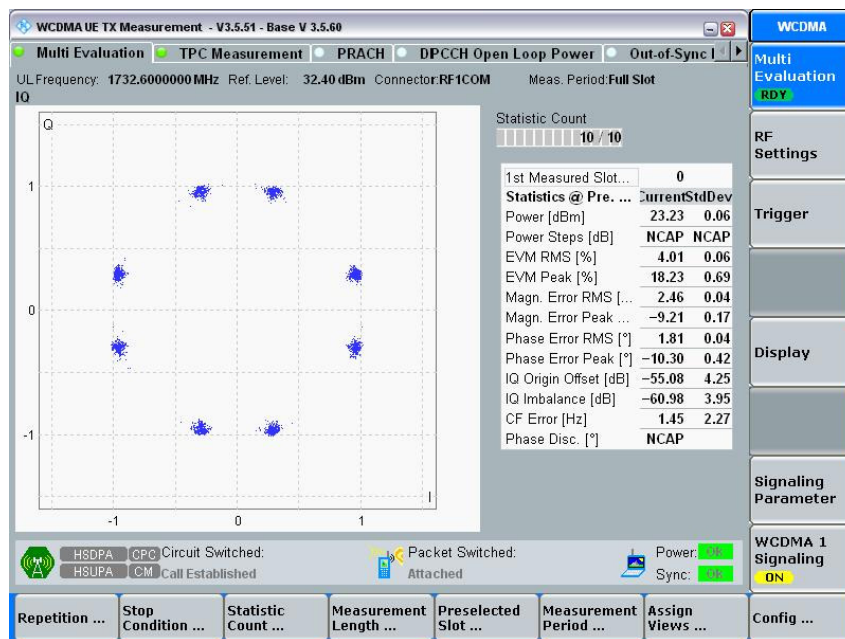 WCDMA UE TX Measurement - V3.5.51 - Base V 3.5.60
WCDMA
Multi Evaluation TPC Measurement PRACH DPCCH Open Loop Power Out-of-Sync
Multi Evaluation
RDY
UL Frequency: 1732.6000000 MHz Ref. Level: 32.40 dBm Connector:RF1COM Meas. Period:Full Slot
IQ
Q
1
0
-1
-1 0 1
I
Statistic Count
10 / 10
1st Measured Slot... 0
Statistics @ Pre. ... Current StdDev
Power [dBm] 23.23 0.06
Power Steps [dB] NCAP NCAP
EVM RMS [%] 4.01 0.06
EVM Peak [%] 18.23 0.69
Magn. Error RMS [... 2.46 0.04
Magn. Error Peak ... −9.21 0.17
Phase Error RMS [°] 1.81 0.04
Phase Error Peak [°] −10.30 0.42
IQ Origin Offset [dB] −55.08 4.25
IQ Imbalance [dB] −60.98 3.95
CF Error [Hz] 1.45 2.27
Phase Disc. [°] NCAP
RF Settings
Trigger
Display
Signaling Parameter
WCDMA 1 Signaling
ON
HSDPA CPC Circuit Switched: Packet Switched: Power: OK
HSUPA CM Call Established Attached Sync: OK
Repetition ...
Stop Condition ...
Statistic Count ...
Measurement Length ...
Preselected Slot ...
Measurement Period ...
Assign Views ...
Config ...